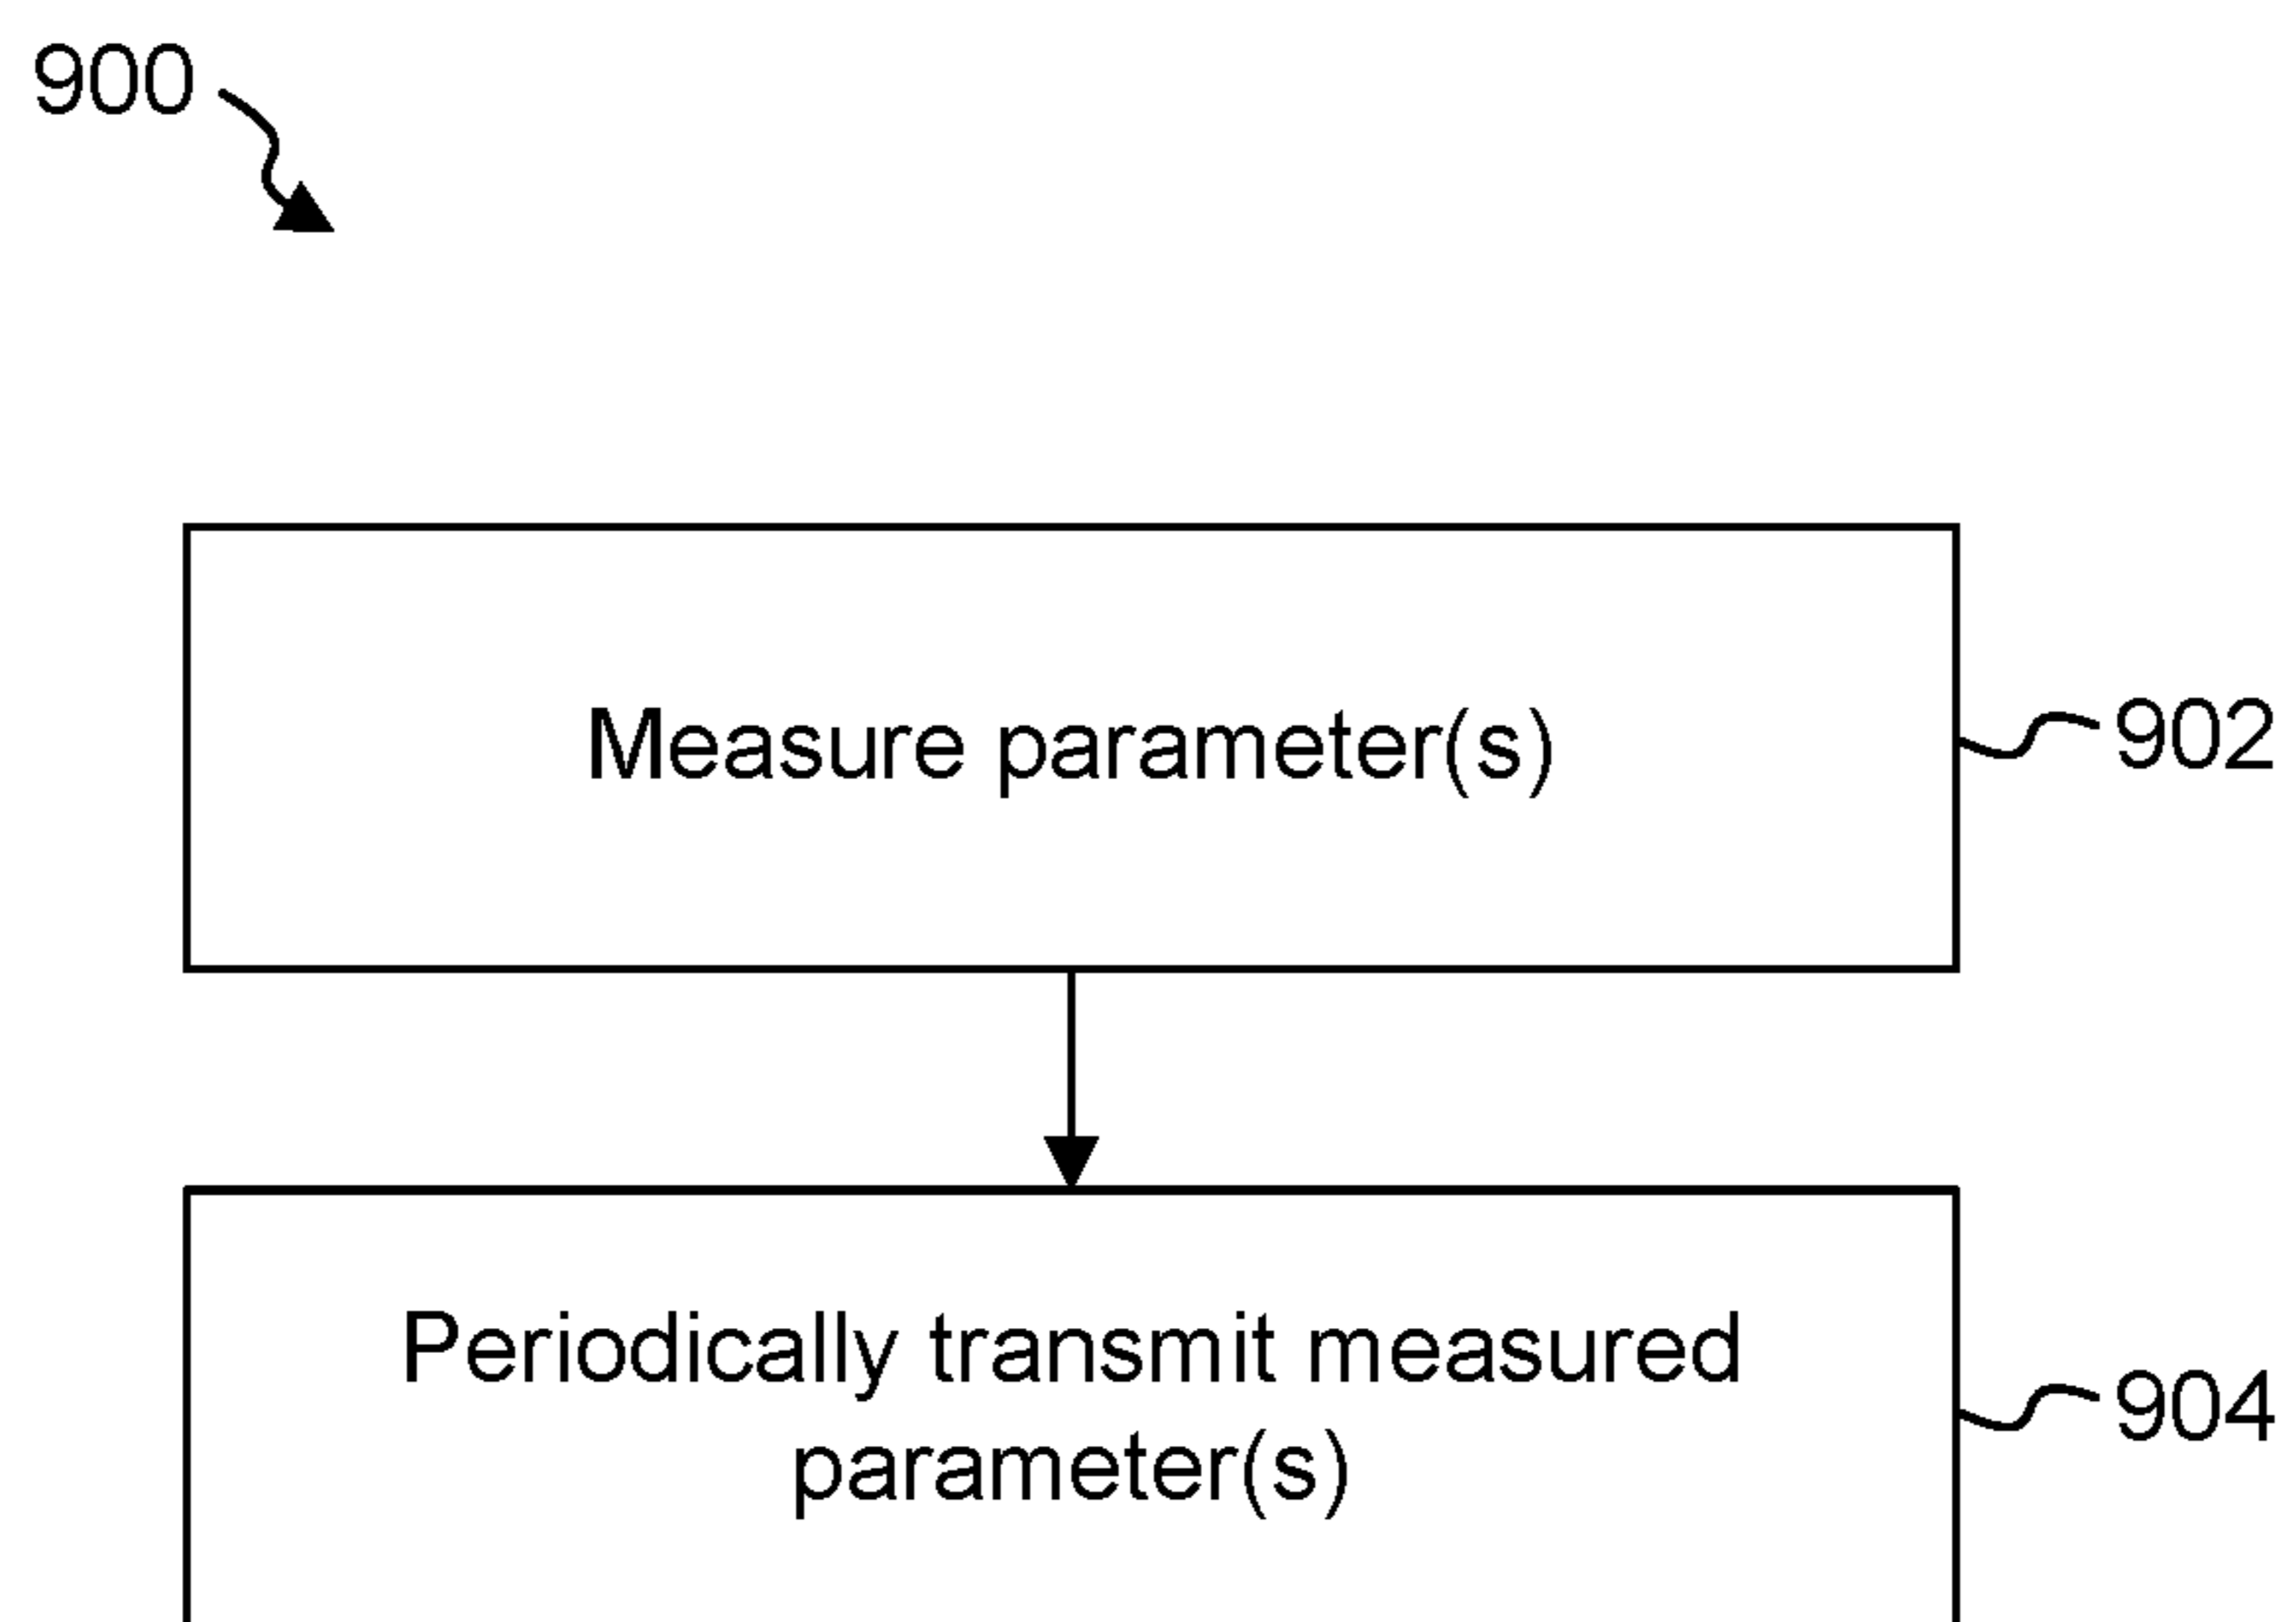 900
Measure parameter(s)
902
Periodically transmit measured
parameter(s)
904